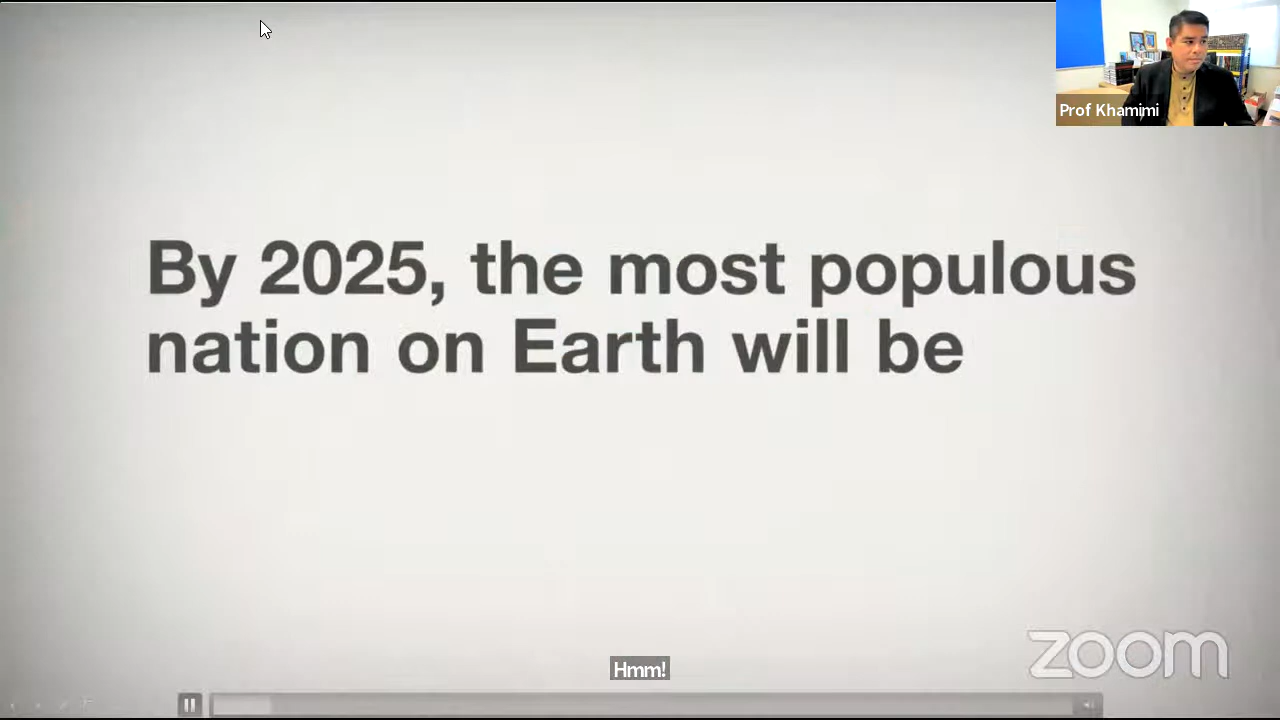 Prof Khamimi
By 2025, the most populous
nation on Earth will be
zoom
Hmm!